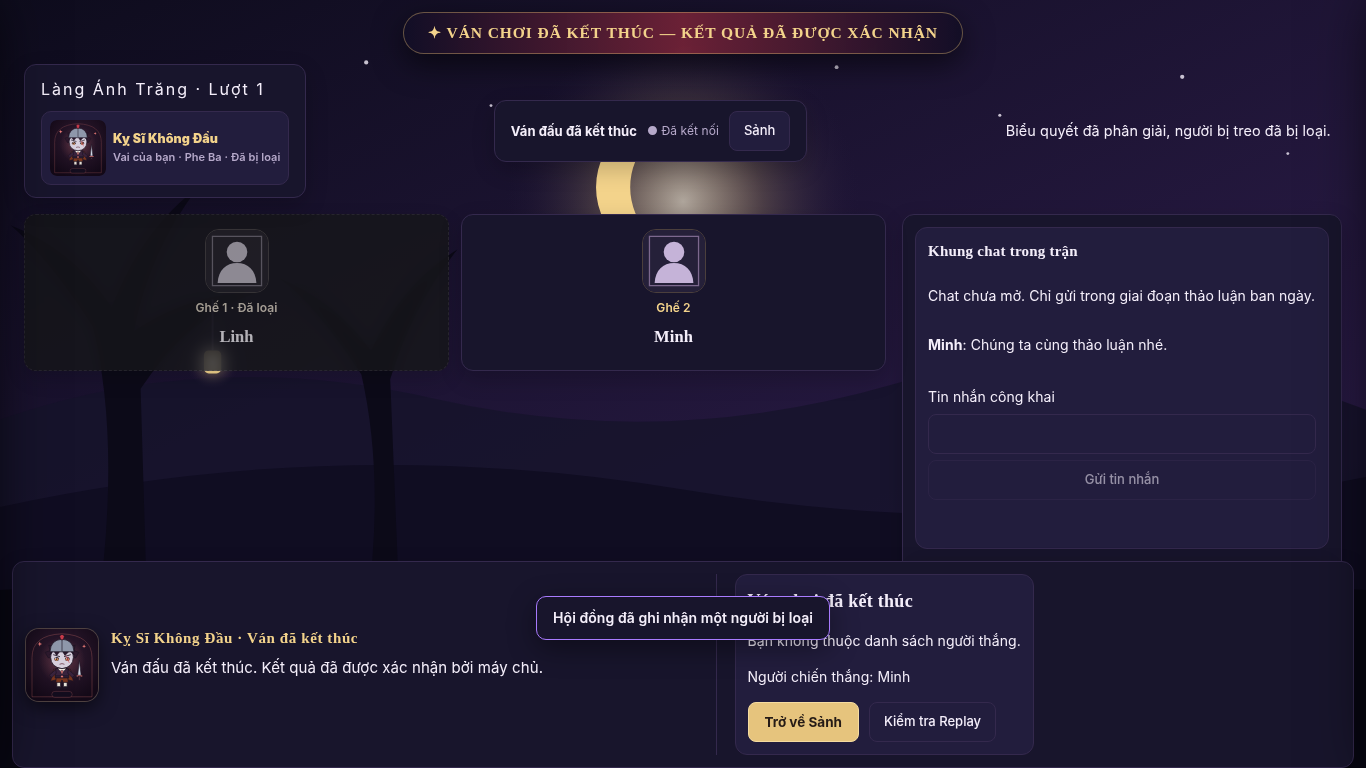 ✦ VÁN CHƠI ĐÃ KẾT THÚC — KẾT QUẢ ĐÃ ĐƯỢC XÁC NHẬN
Làng Ánh Trăng · Lượt 1
Kỵ Sĩ Không Đầu
Vai của bạn · Phe Ba · Đã bị loại
Ván đấu đã kết thúc
Đã kết nối
Sảnh
Biểu quyết đã phân giải, người bị treo đã bị loại.
Ghế 1 · Đã loại
Linh
Ghế 2
Minh
Khung chat trong trận
Chat chưa mở. Chỉ gửi trong giai đoạn thảo luận ban ngày.
Minh: Chúng ta cùng thảo luận nhé.
Tin nhắn công khai
Gửi tin nhắn
Kỵ Sĩ Không Đầu · Ván đã kết thúc
Ván đấu đã kết thúc. Kết quả đã được xác nhận bởi máy chủ.
Hội đồng đã ghi nhận một người bị loại
đã kết thúc
Bạn không thuộc danh sách người thắng.
Người chiến thắng: Minh
Trở về Sảnh
Kiểm tra Replay